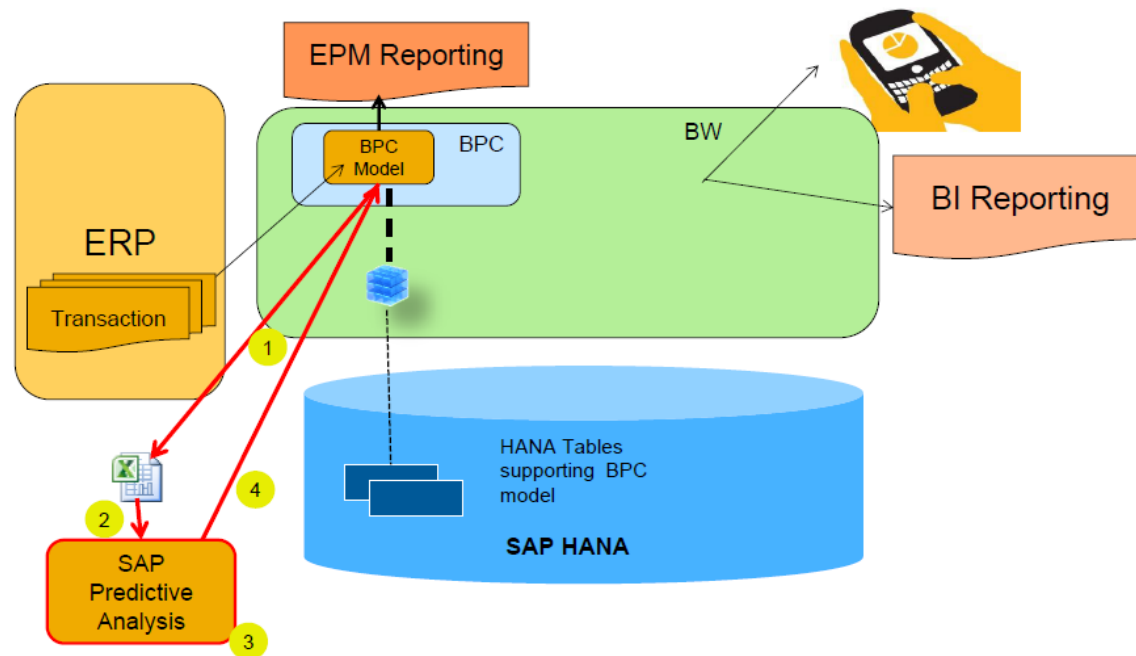 EPM Reporting
BPC
Model
BPC
BW
BI Reporting
ERP
Transaction
1
HANA Tables
supporting BPC
model
SAP HANA
4
2
SAP
Predictive
Analysis
3